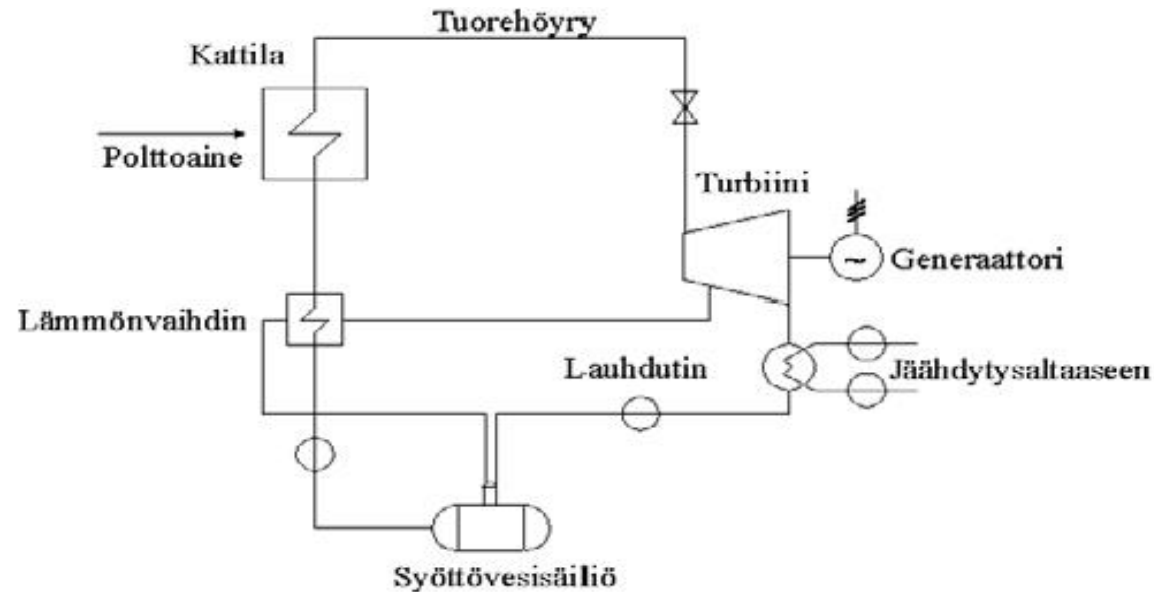 Tuorehöyry
Kattila
Polttoaine
Turbiini
~
Generaattori
Lämmönvaihdin
Lauhdutin
Jäähdytysaltaaseen
Syöttövesisäiliö